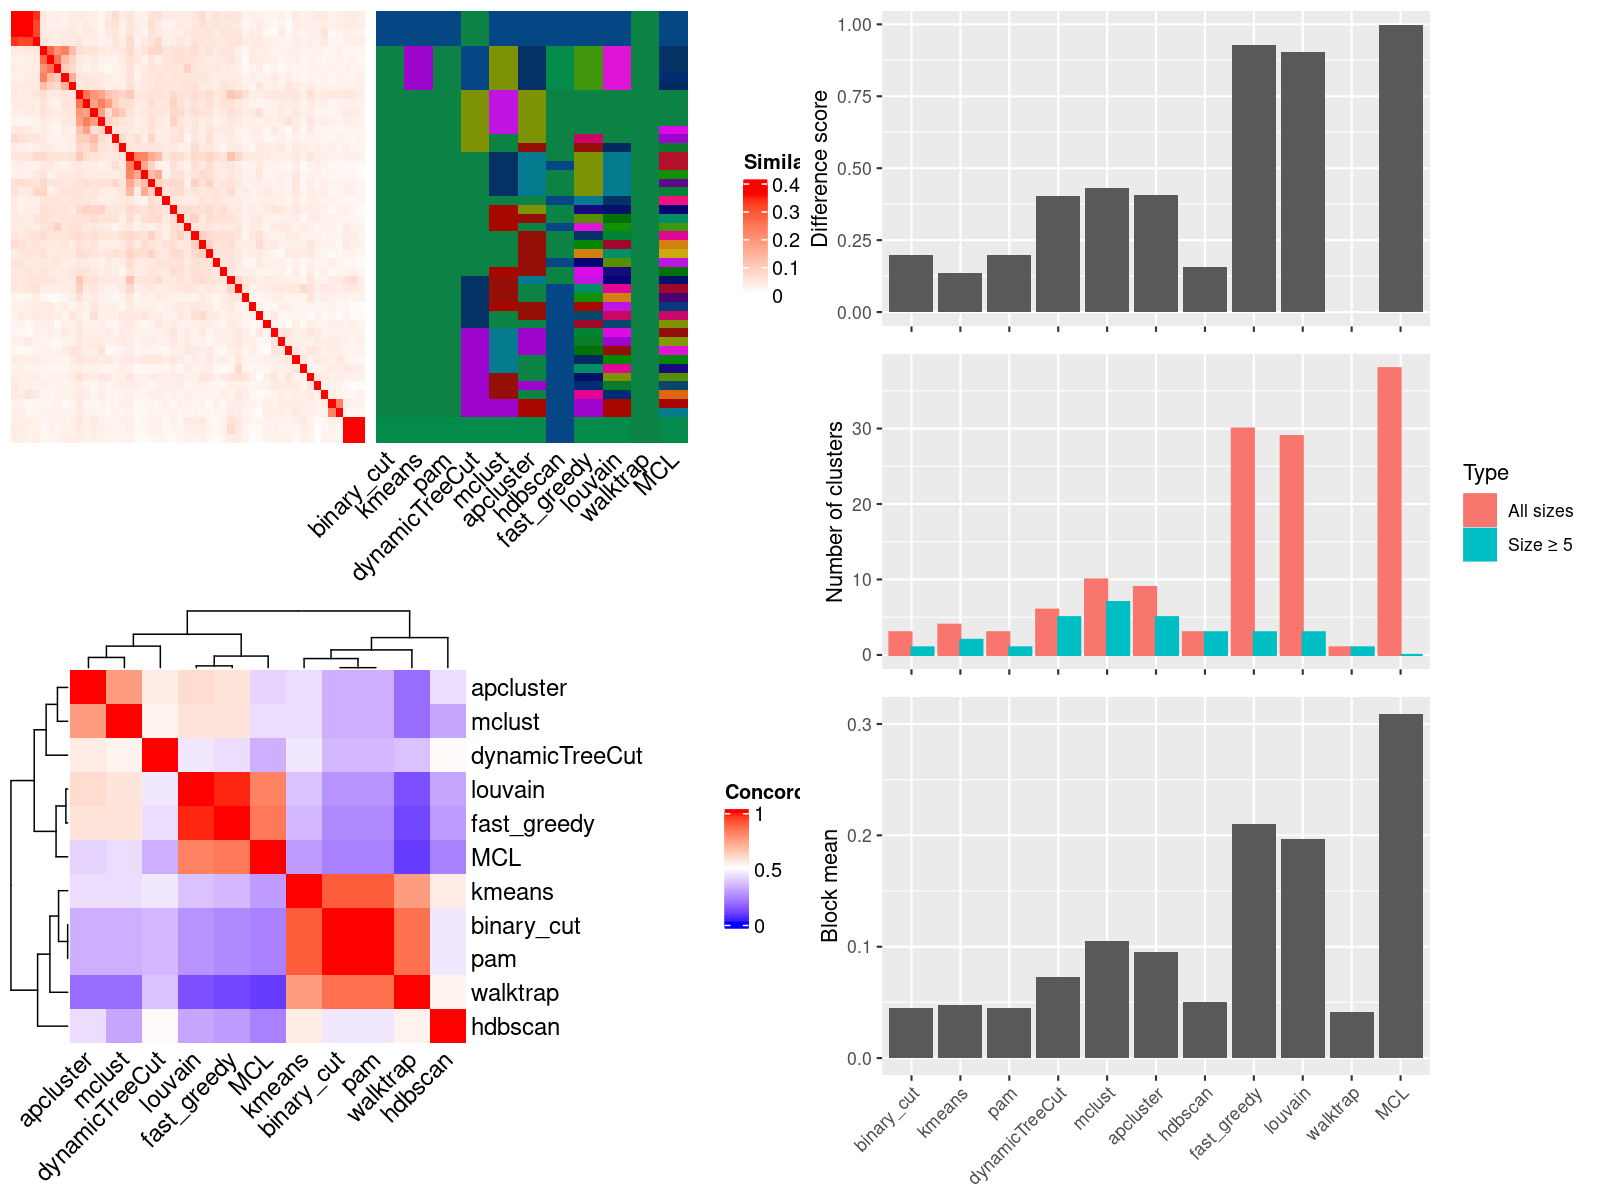 Simila
0.4
0.3
0.2
0.1
0
binary_cut
kmeans
pam
dynamicTreeCut
mclust
apcluster
hdbscan
fast_greedy
louvain
walktrap
MCL
apcluster
mclust
dynamicTreeCut
louvain
fast_greedy
MCL
kmeans
binary_cut
pam
walktrap
hdbscan
apcluster
mclust
dynamicTreeCut
louvain
fast_greedy
MCL
kmeans
binary_cut
pam
walktrap
hdbscan
Concord
1
0.5
0
Difference score
1.00
0.75
0.50
0.25
0.00
Number of clusters
30
20
10
0
Type
All sizes
Size ≥ 5
Block mean
0.3
0.2
0.1
0.0
binary_cut
kmeans
pam
dynamicTreeCut
mclust
apcluster
hdbscan
fast_greedy
louvain
walktrap
MCL